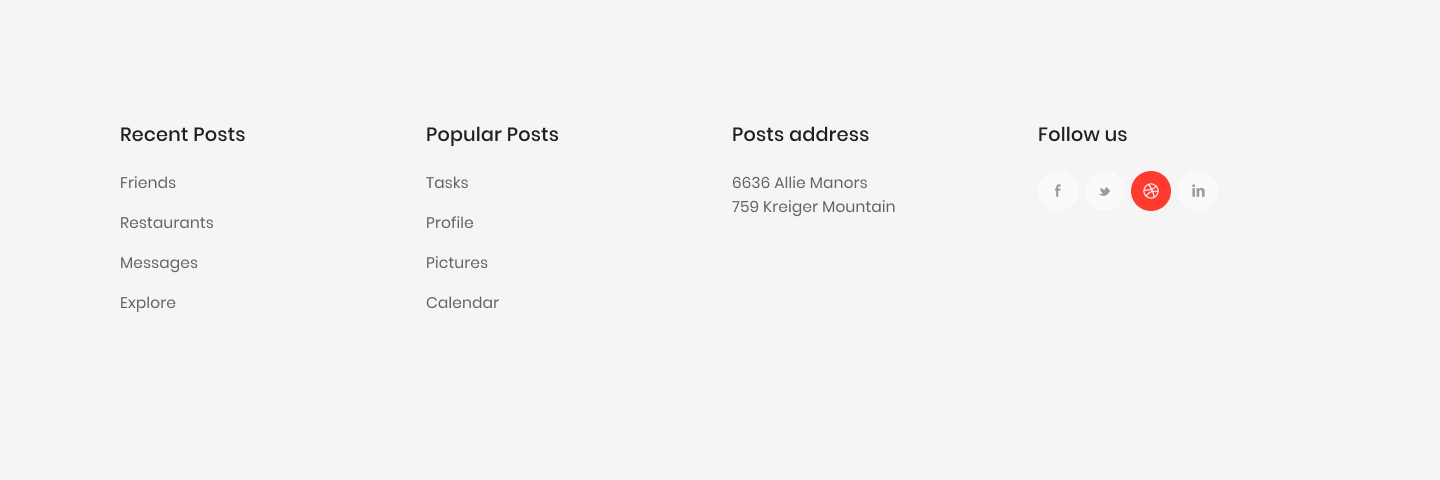 Recent Posts
Friends
Restaurants
Messages
Explore
Popular Posts
Tasks
Profile
Pictures
Calendar
Posts address
6636 Allie Manors
759 Kreiger Mountain
Follow us